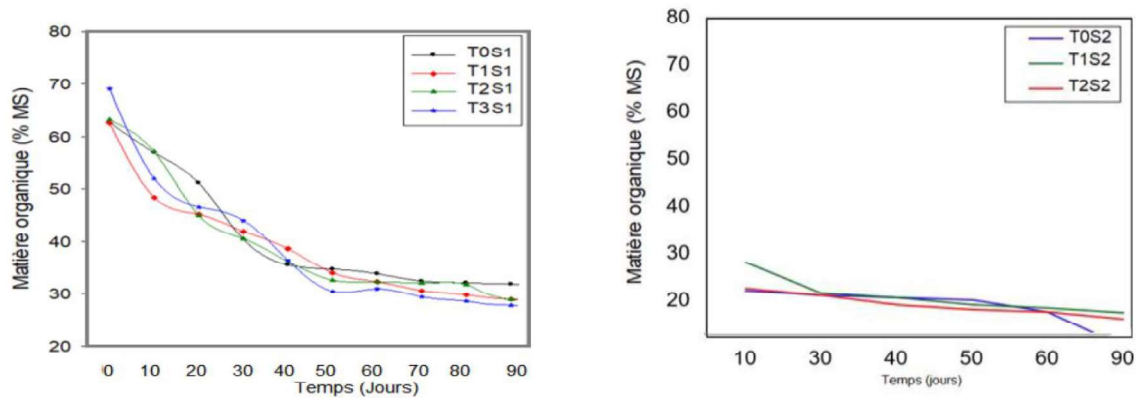 80
70
60
50
40
30
20
Matière organique (% MS)
T0S1
T1S1
T2S1
T3S1
0 10 20 30 40 50 60 70 80 90
Temps (Jours)
80
70
60
50
40
30
20
Matière organique (% MS)
T0S2
T1S2
T2S2
10 30 40 50 60 90
Temps (jours)